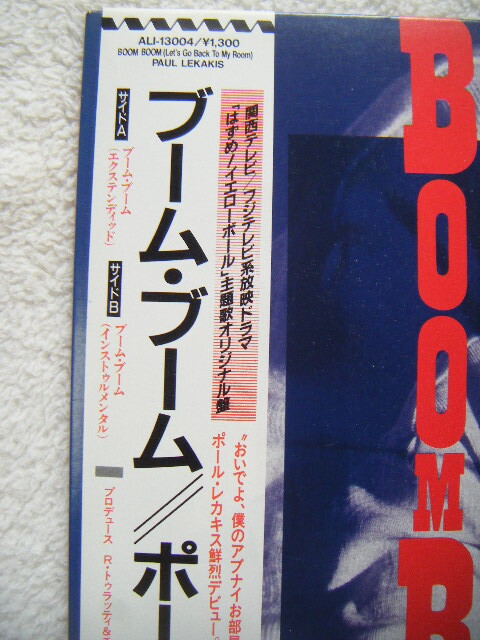 ALI-13004/¥1,300
BOOM BOOM (Let's Go Back To My Room)
PAUL LEKAKIS
BOOM B
関西テレビ/フジテレビ系放映ドラマ
「はずめ!イエローボール」主題歌オリジナル盤
"おいでよ、僕のアブナイお部屋
ポール・レカキス鮮烈デビュー。
ブーム・ブーム//ポー
サイドA
ブーム・ブーム
(エクステンディッド)
サイドB
ブーム・ブーム
(インストゥルメンタル)
プロデュース R・トゥラッティ&